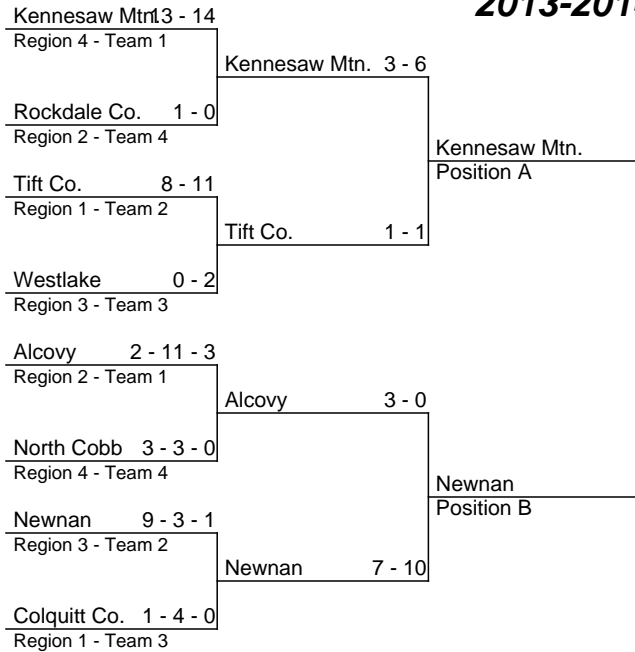 2013-201
Kennesaw Mtn. 13 - 14
Region 4 - Team 1
Kennesaw Mtn. 3 - 6
Rockdale Co. 1 - 0
Region 2 - Team 4
Kennesaw Mtn.
Position A
Tift Co. 8 - 11
Region 1 - Team 2
Tift Co. 1 - 1
Westlake 0 - 2
Region 3 - Team 3
Alcovy 2 - 11 - 3
Region 2 - Team 1
Alcovy 3 - 0
North Cobb 3 - 3 - 0
Region 4 - Team 4
Newnan
Position B
Newnan 9 - 3 - 1
Region 3 - Team 2
Newnan 7 - 10
Colquitt Co. 1 - 4 - 0
Region 1 - Team 3